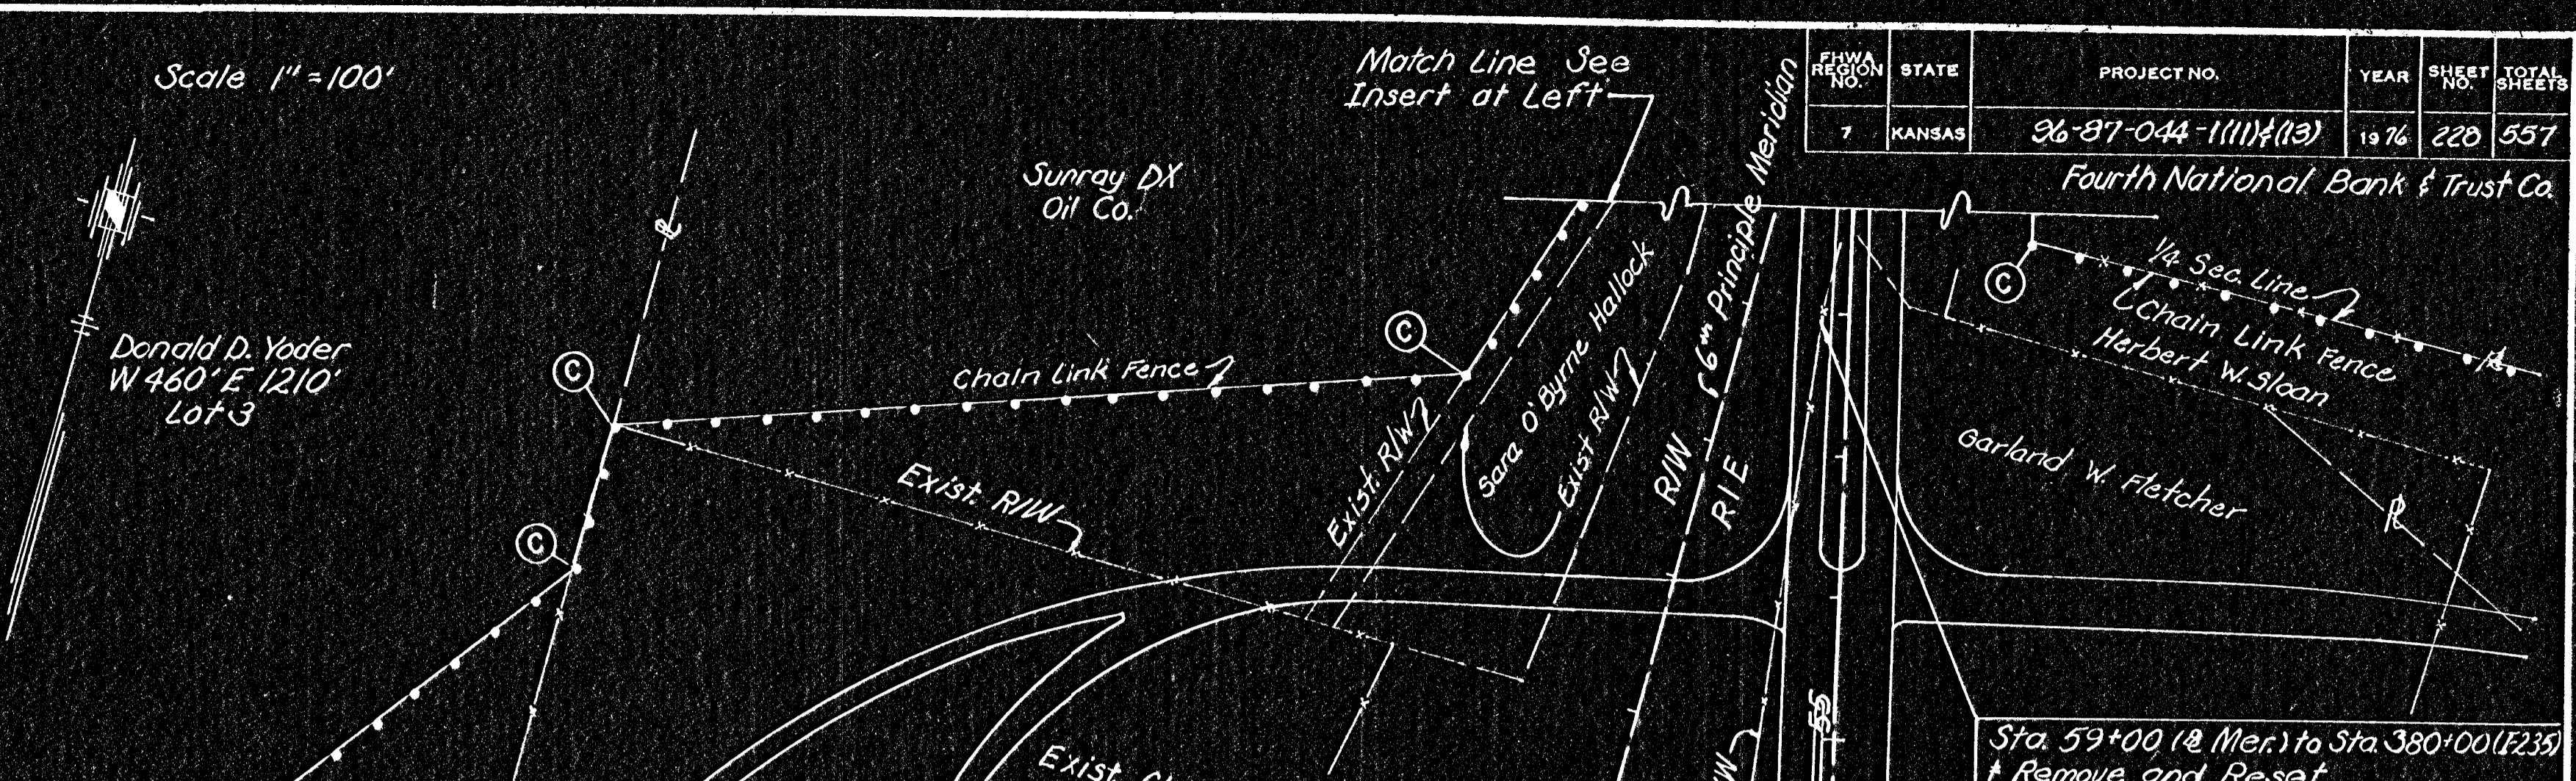 Scale 1" = 100'
Match Line See
Insert at Left
FHWA REGION NO.
STATE
PROJECT NO.
YEAR
SHEET NO.
TOTAL SHEETS
7
KANSAS
96-87-044-1(11)&(13)
1976
228
557
Fourth National Bank & Trust Co.
Sunray DX
Oil Co.
Donald D. Yoder
W 460' E 1210'
Lot 3
C
C
C
C
Chain Link Fence
Exist. R/W
Exist. R/W
Sara O'Byrne Hallock
Exist R/W
R/W
6th Principle Meridian
R I E
1/4 Sec. Line
Chain Link Fence
Herbert W. Sloan
Garland W. Fletcher
55
Sta. 59+00 (℄ Mer.) to Sta. 380+00 (I-235)
Remove and Reset
Exist.